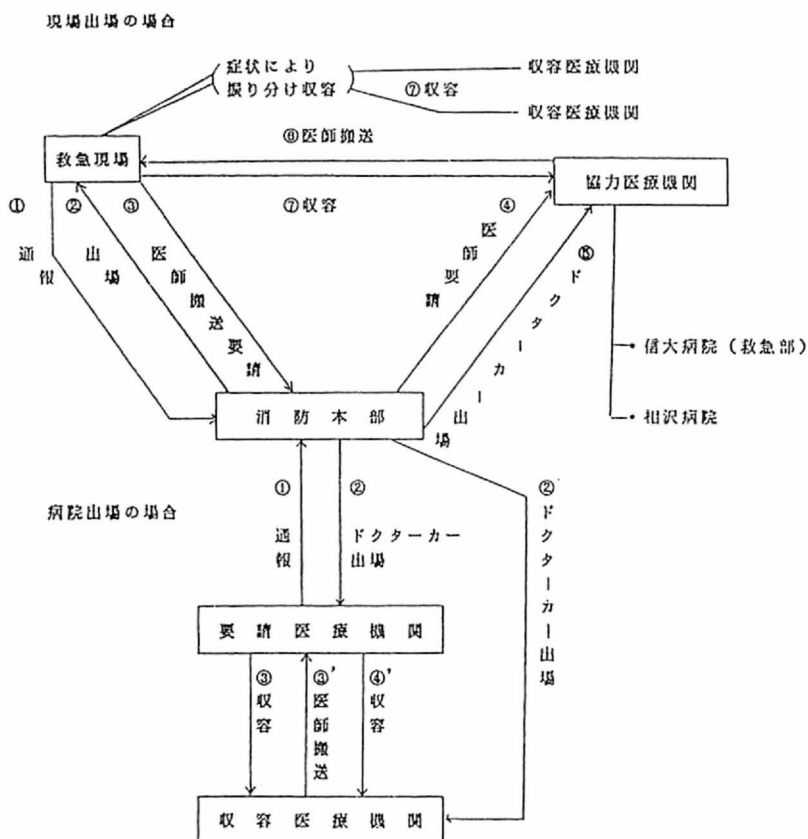 現場出場の場合
症状により
振り分け収容
収容医療機関
⑦収容
収容医療機関
⑥医師搬送
救急現場
協力医療機関
⑦収容
①通報
②出場
③医師搬送要請
④医師要請
⑤ドクターカー出場
信大病院(救急部)
相沢病院
消防本部
病院出場の場合
①通報
②ドクターカー
出場
②ドクターカー出場
要請医療機関
③収容
③'医師搬送
④'収容
収容医療機関